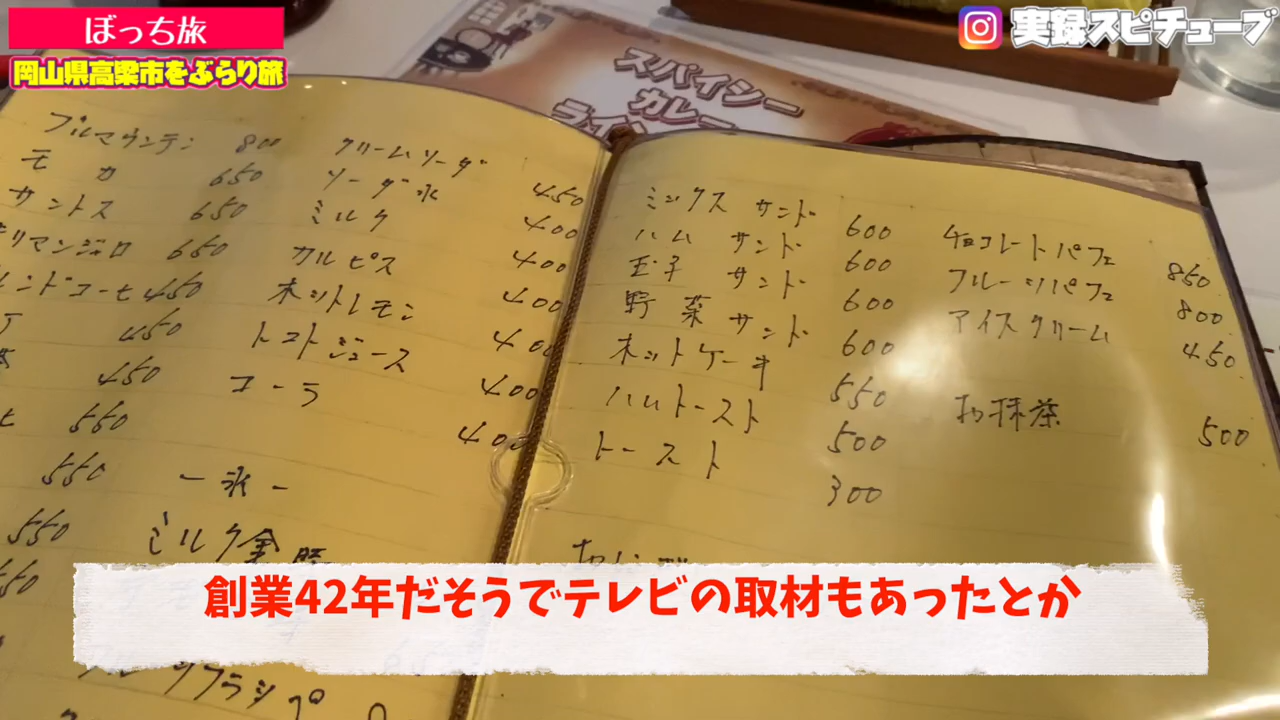 ぼっち旅
岡山県高梁市をぶらり旅
実録スピチューブ
スパイシー
カレー
ブルマウンテン 800
モカ 650
サントス 650
キリマンジャロ 650
ブレンドコーヒ 450
450
450
550
550
550
クリームソーダ 450
ソーダ水 400
ミルク 400
カルピス 400
ホットレモン 400
トマトジュース 400
コーラ 400
ー氷ー
ミルク金時
ミックスサンド 600
ハムサンド 600
玉子サンド 600
野菜サンド 600
ホットケーキ 550
ハムトースト 500
トースト 300
チョコレートパフェ 850
フルーツパフェ 800
アイスクリーム 450
お抹茶 500
創業42年だそうでテレビの取材もあったとか